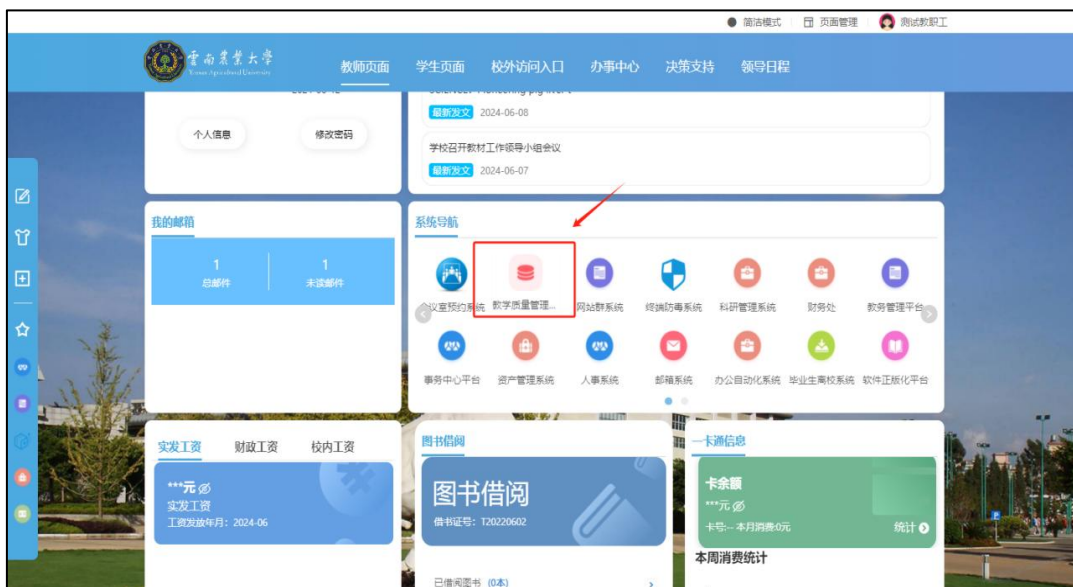 简洁模式 页面管理 测试教职工
雲南農業大學
Yunnan Agricultural University
教师页面 学生页面 校外访问入口 办事中心 决策支持 领导日程
最新发文 2024-06-08
个人信息 修改密码
学校召开教材工作领导小组会议
最新发文 2024-06-07
我的邮箱
1 1
总邮件 未读邮件
系统导航
议室预约系统 教学质量管理... 网站群系统 终端防毒系统 科研管理系统 财务处 教务管理平台
事务中心平台 资产管理系统 人事系统 邮箱系统 办公自动化系统 毕业生离校系统 软件正版化平台
实发工资 财政工资 校内工资
***元
实发工资
工资发放年月：2024-06
图书借阅
图书借阅
借书证号：T20220602
已借阅图书 (0本)
一卡通信息
卡余额
***元
卡号:-- 本月消费:0元 统计
本周消费统计